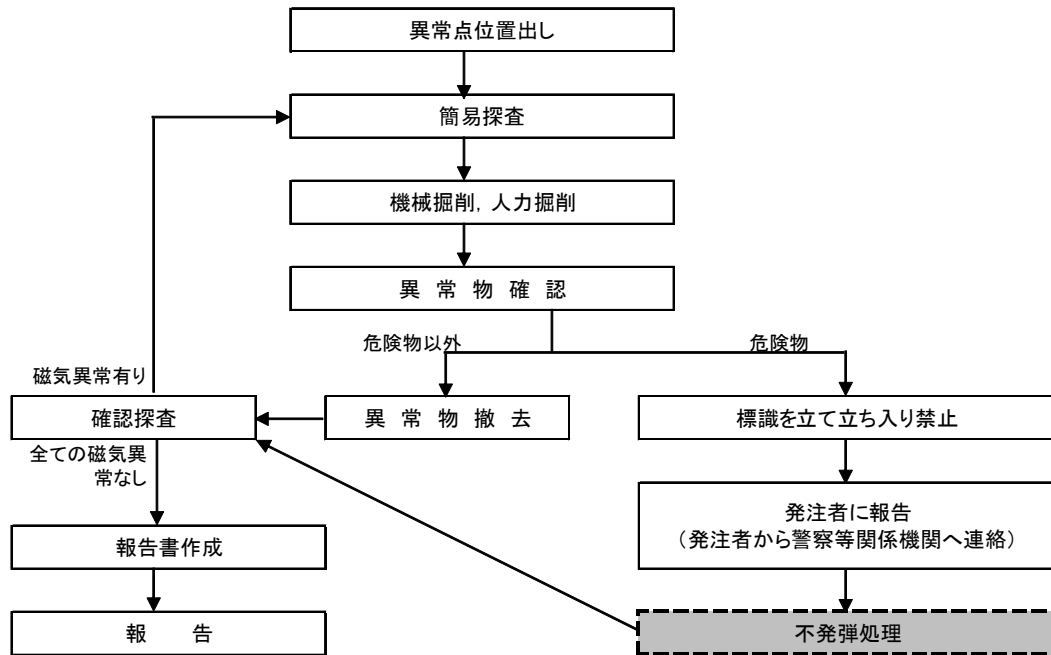 異常点位置出し
簡易探査
機械掘削，人力掘削
異常物確認
危険物以外
危険物
磁気異常有り
確認探査
異常物撤去
標識を立て立ち入り禁止
全ての磁気異
常なし
発注者に報告
（発注者から警察等関係機関へ連絡）
報告書作成
報告
不発弾処理